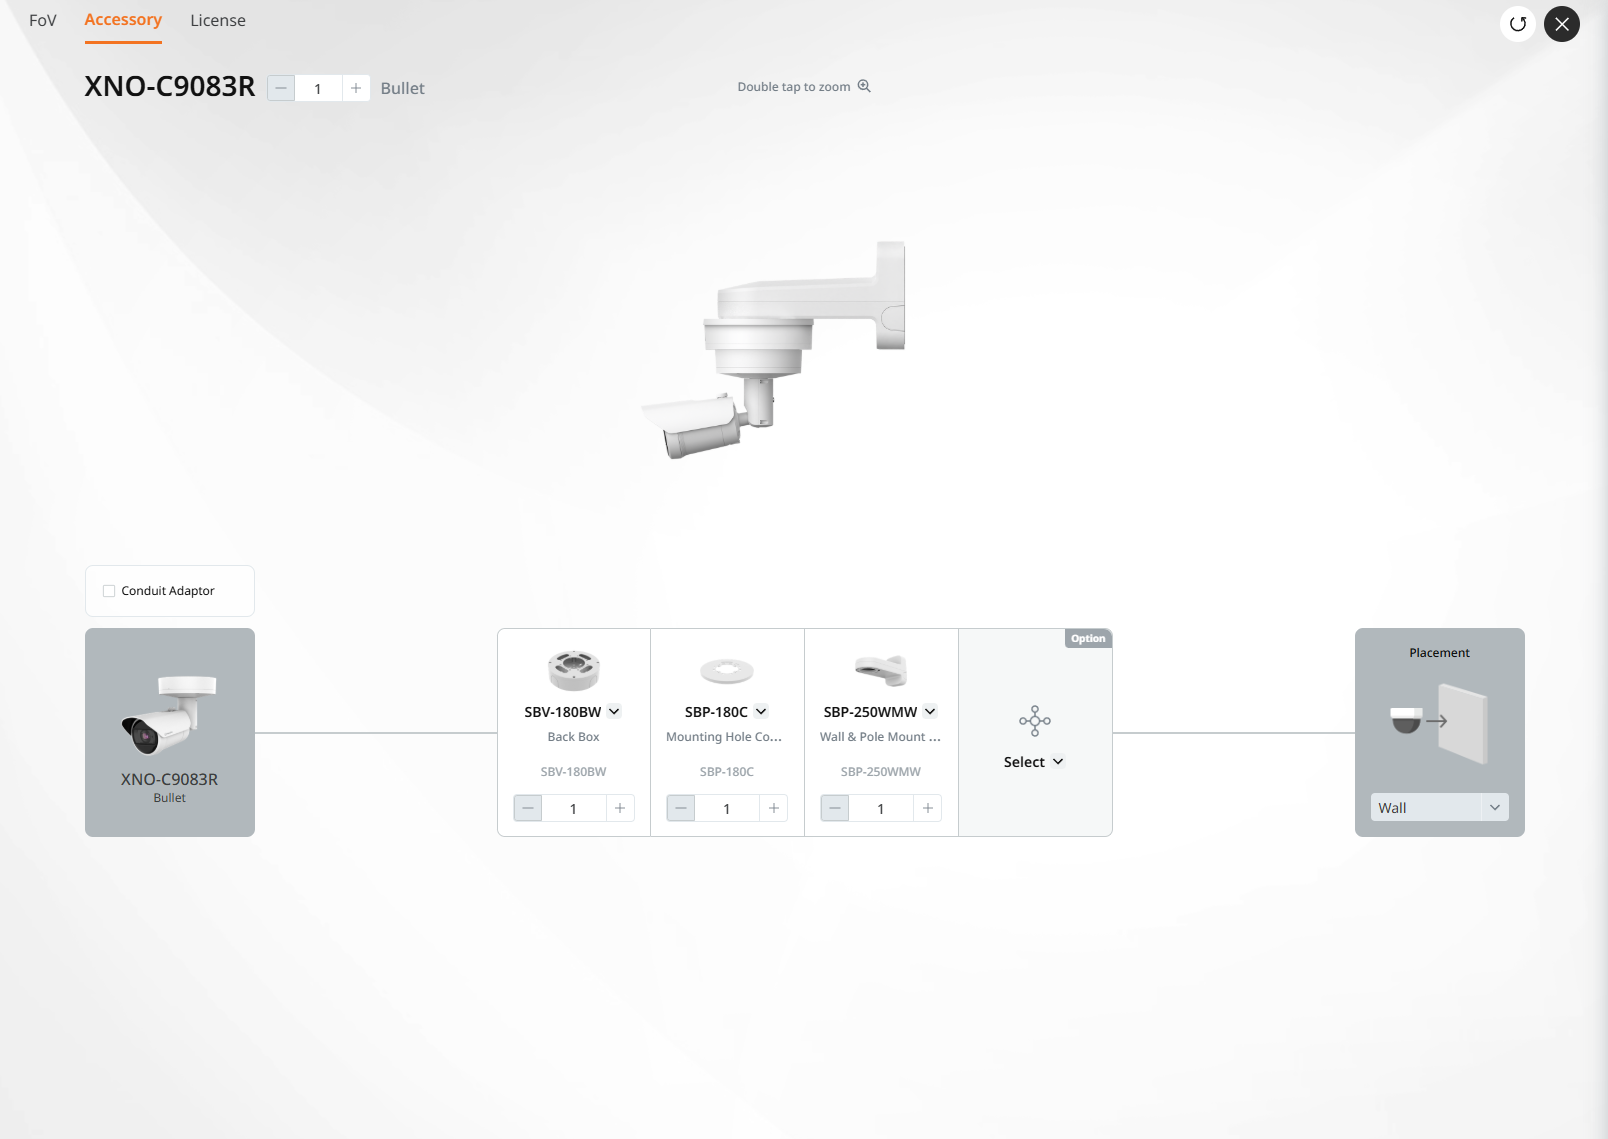 FoV
Accessory
License
XNO-C9083R
1
Bullet
Double tap to zoom
Conduit Adaptor
XNO-C9083R
Bullet
SBV-180BW
Back Box
SBV-180BW
1
SBP-180C
Mounting Hole Co...
SBP-180C
1
SBP-250WMW
Wall & Pole Mount ...
SBP-250WMW
1
Option
Select
Placement
Wall